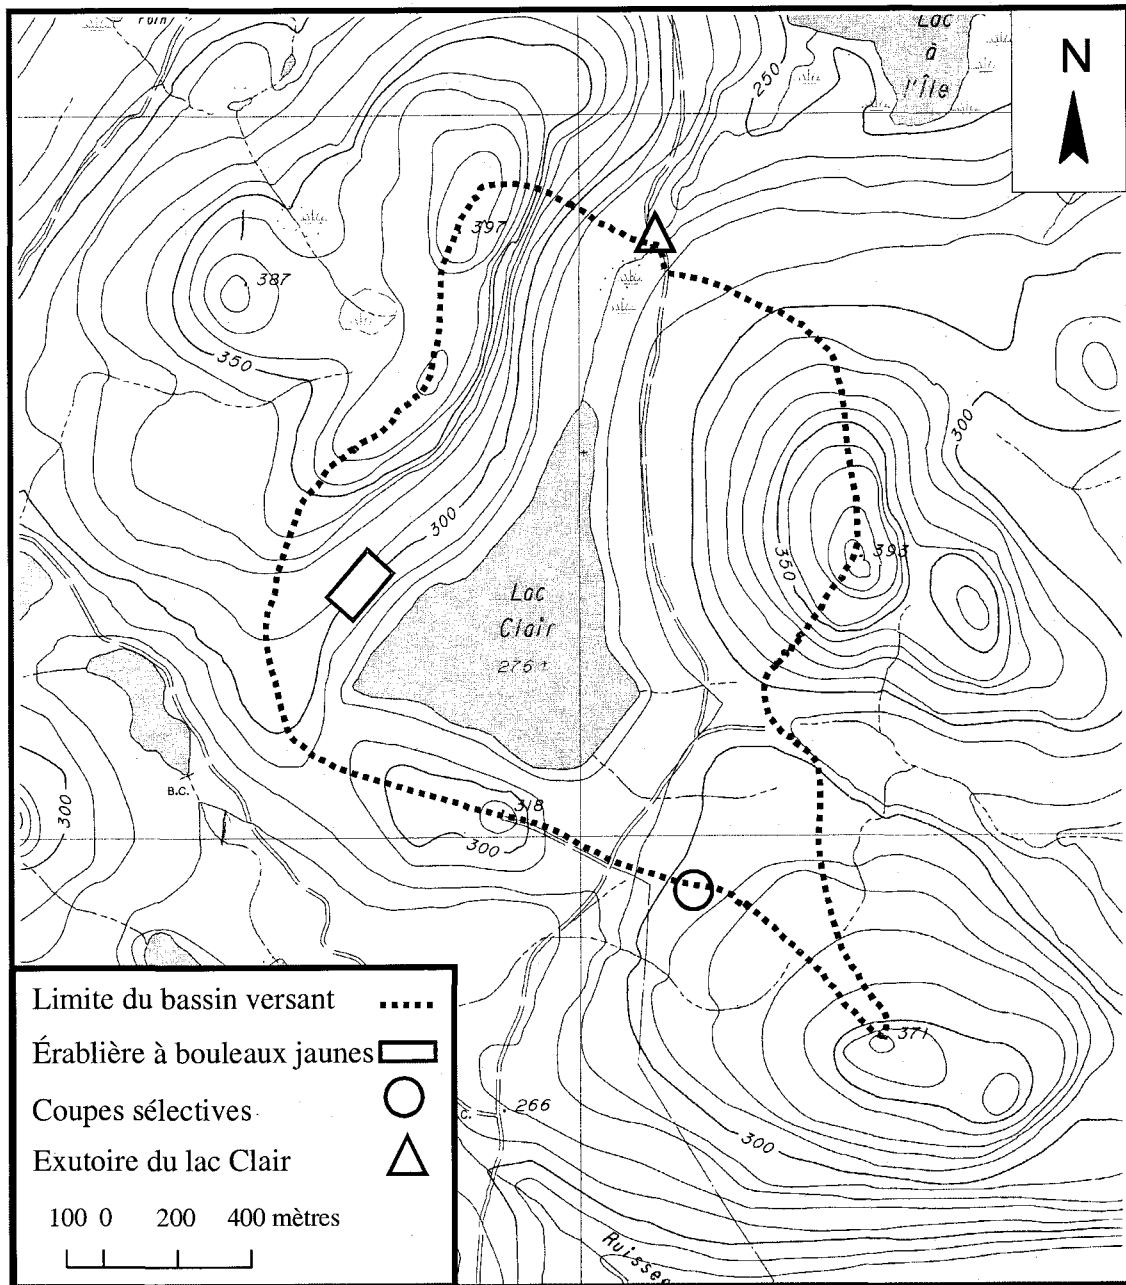 Lac
à
l'Île
N
250
397
387
350
300
300
393
350
Lac
Clair
276±
B.C.
300
318
300
371
266
300
Limite du bassin versant
Érablière à bouleaux jaunes
Coupes sélectives
Exutoire du lac Clair
100 0 200 400 mètres